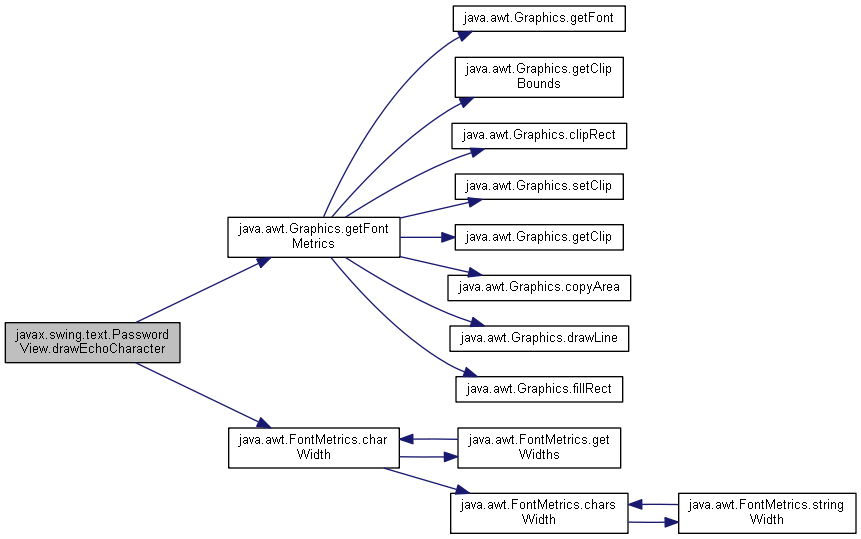 java.awt.Graphics.getFont
java.awt.Graphics.getClip
Bounds
java.awt.Graphics.clipRect
java.awt.Graphics.setClip
java.awt.Graphics.getFont
Metrics
java.awt.Graphics.getClip
java.awt.Graphics.copyArea
javax.swing.text.Password
View.drawEchoCharacter
java.awt.Graphics.drawLine
java.awt.Graphics.fillRect
java.awt.FontMetrics.char
Width
java.awt.FontMetrics.get
Widths
java.awt.FontMetrics.chars
Width
java.awt.FontMetrics.string
Width